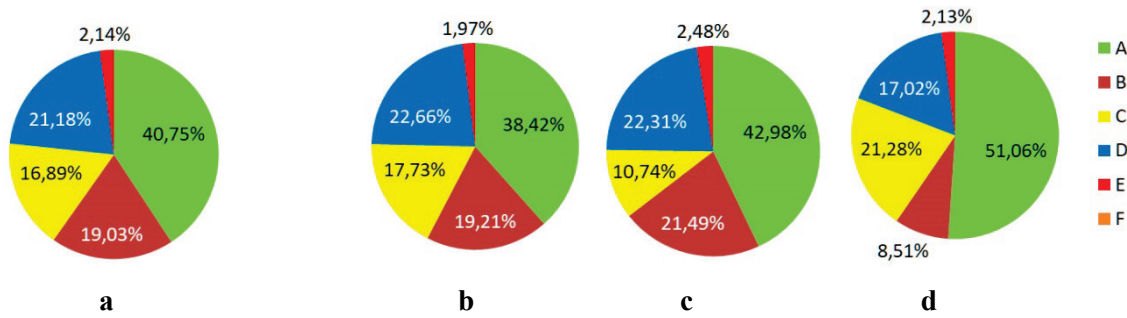 2,14%
21,18%
40,75%
16,89%
19,03%
a
1,97%
22,66%
38,42%
17,73%
19,21%
b
2,48%
22,31%
42,98%
10,74%
21,49%
c
2,13%
17,02%
21,28%
51,06%
8,51%
d
A
B
C
D
E
F